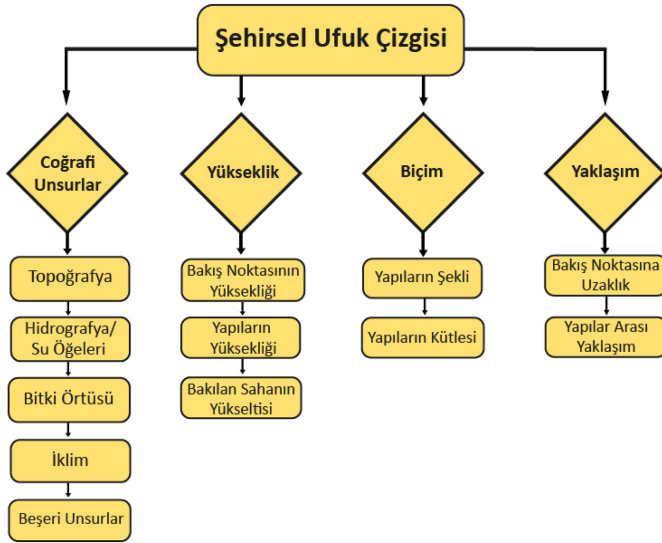 Şehirsel Ufuk Çizgisi
Coğrafi
Unsurlar
Topoğrafya
Hidrografya/
Su Öğeleri
Bitki Örtüsü
İklim
Beşeri Unsurlar
Yükseklik
Bakış Noktasının
Yüksekliği
Yapıların
Yüksekliği
Bakılan Sahanın
Yükseltisi
Biçim
Yapıların Şekli
Yapıların Kütlesi
Yaklaşım
Bakış Noktasına
Uzaklık
Yapılar Arası
Yaklaşım